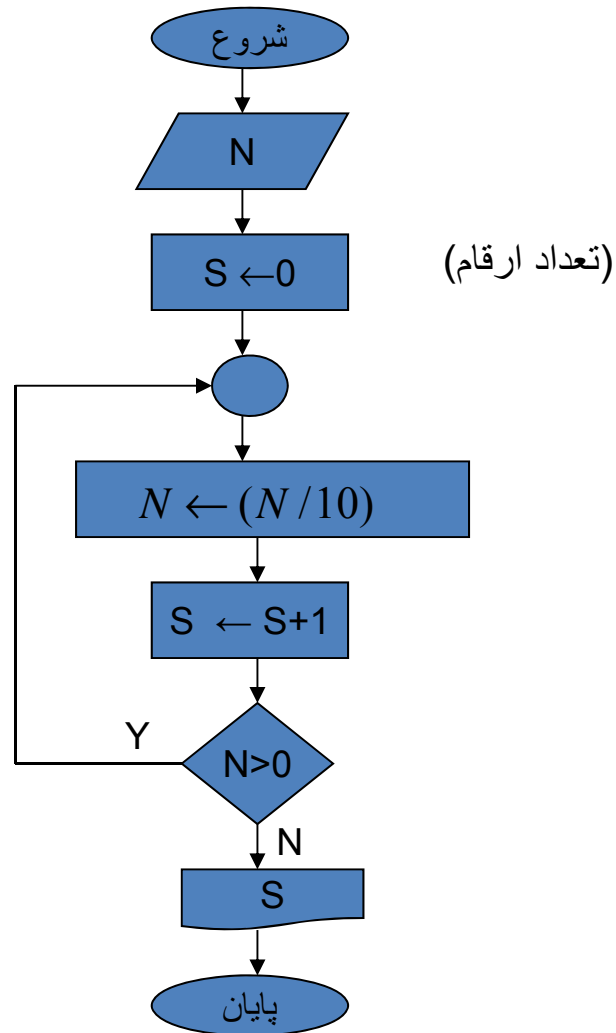 شروع
N
S ←0
(تعداد ارقام)
N ← (N /10)
S ← S+1
N>0
Y
N
S
پایان